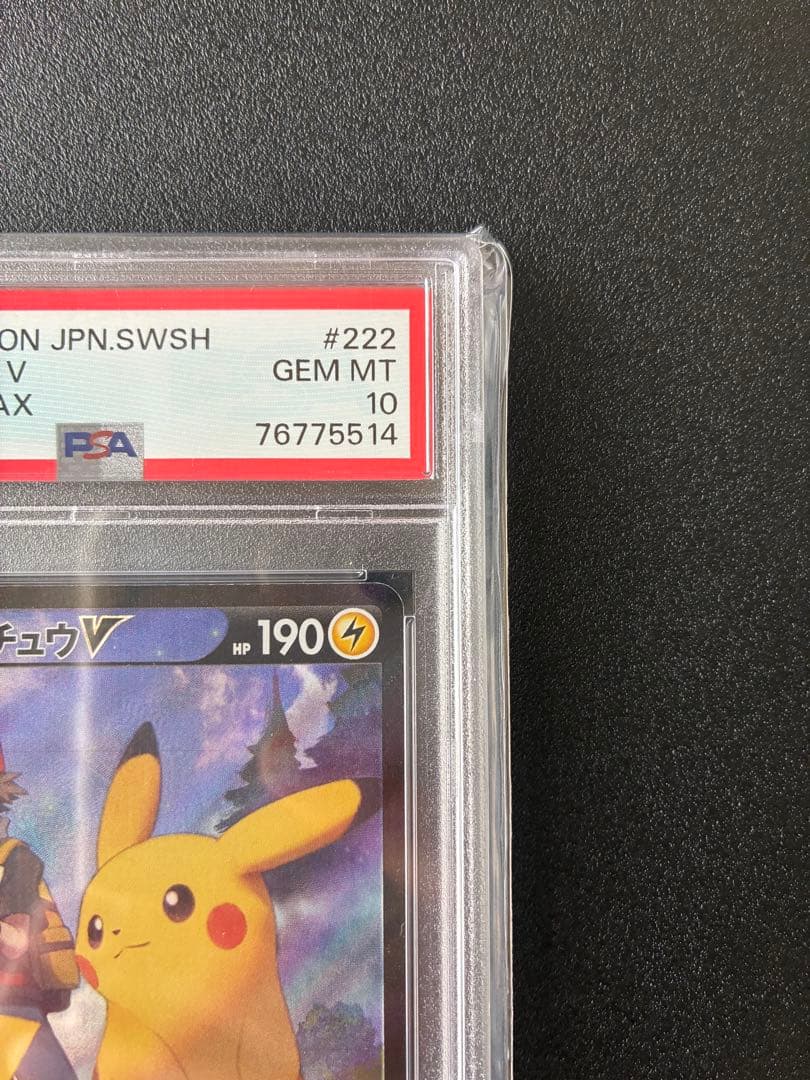 ON JPN.SWSH #222
V GEM MT
AX 10
PSA 76775514
チュウV HP 190